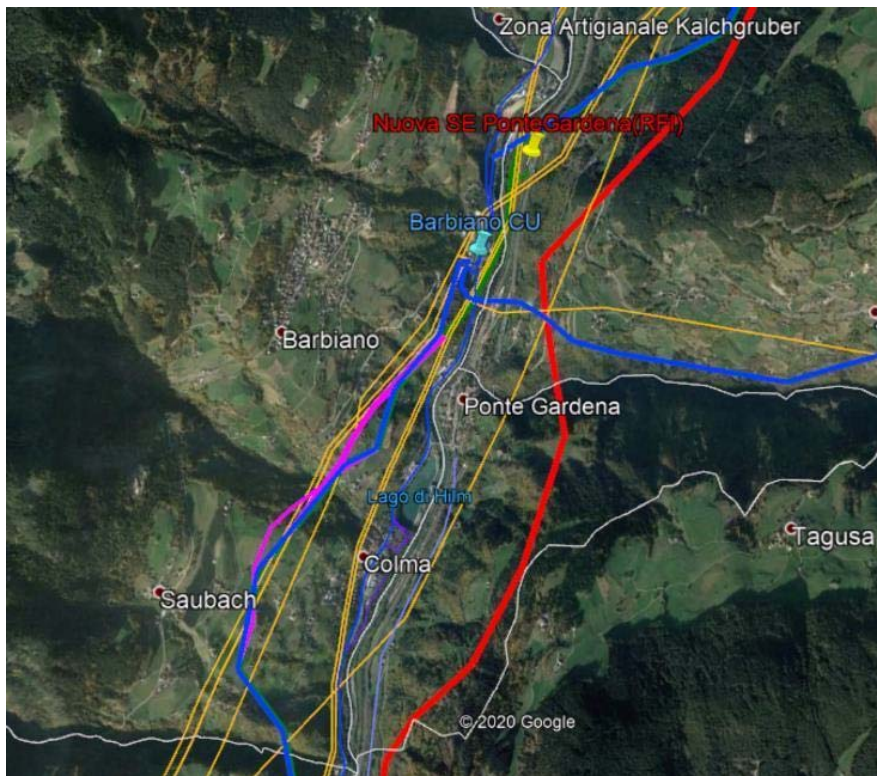 Zona Artigianale Kalchgruber
Nuova SE PonteGardena(RFI)
Barbiano CU
Barbiano
Ponte Gardena
Lago di Hilm
Tagusa
Colma
Saubach
© 2020 Google